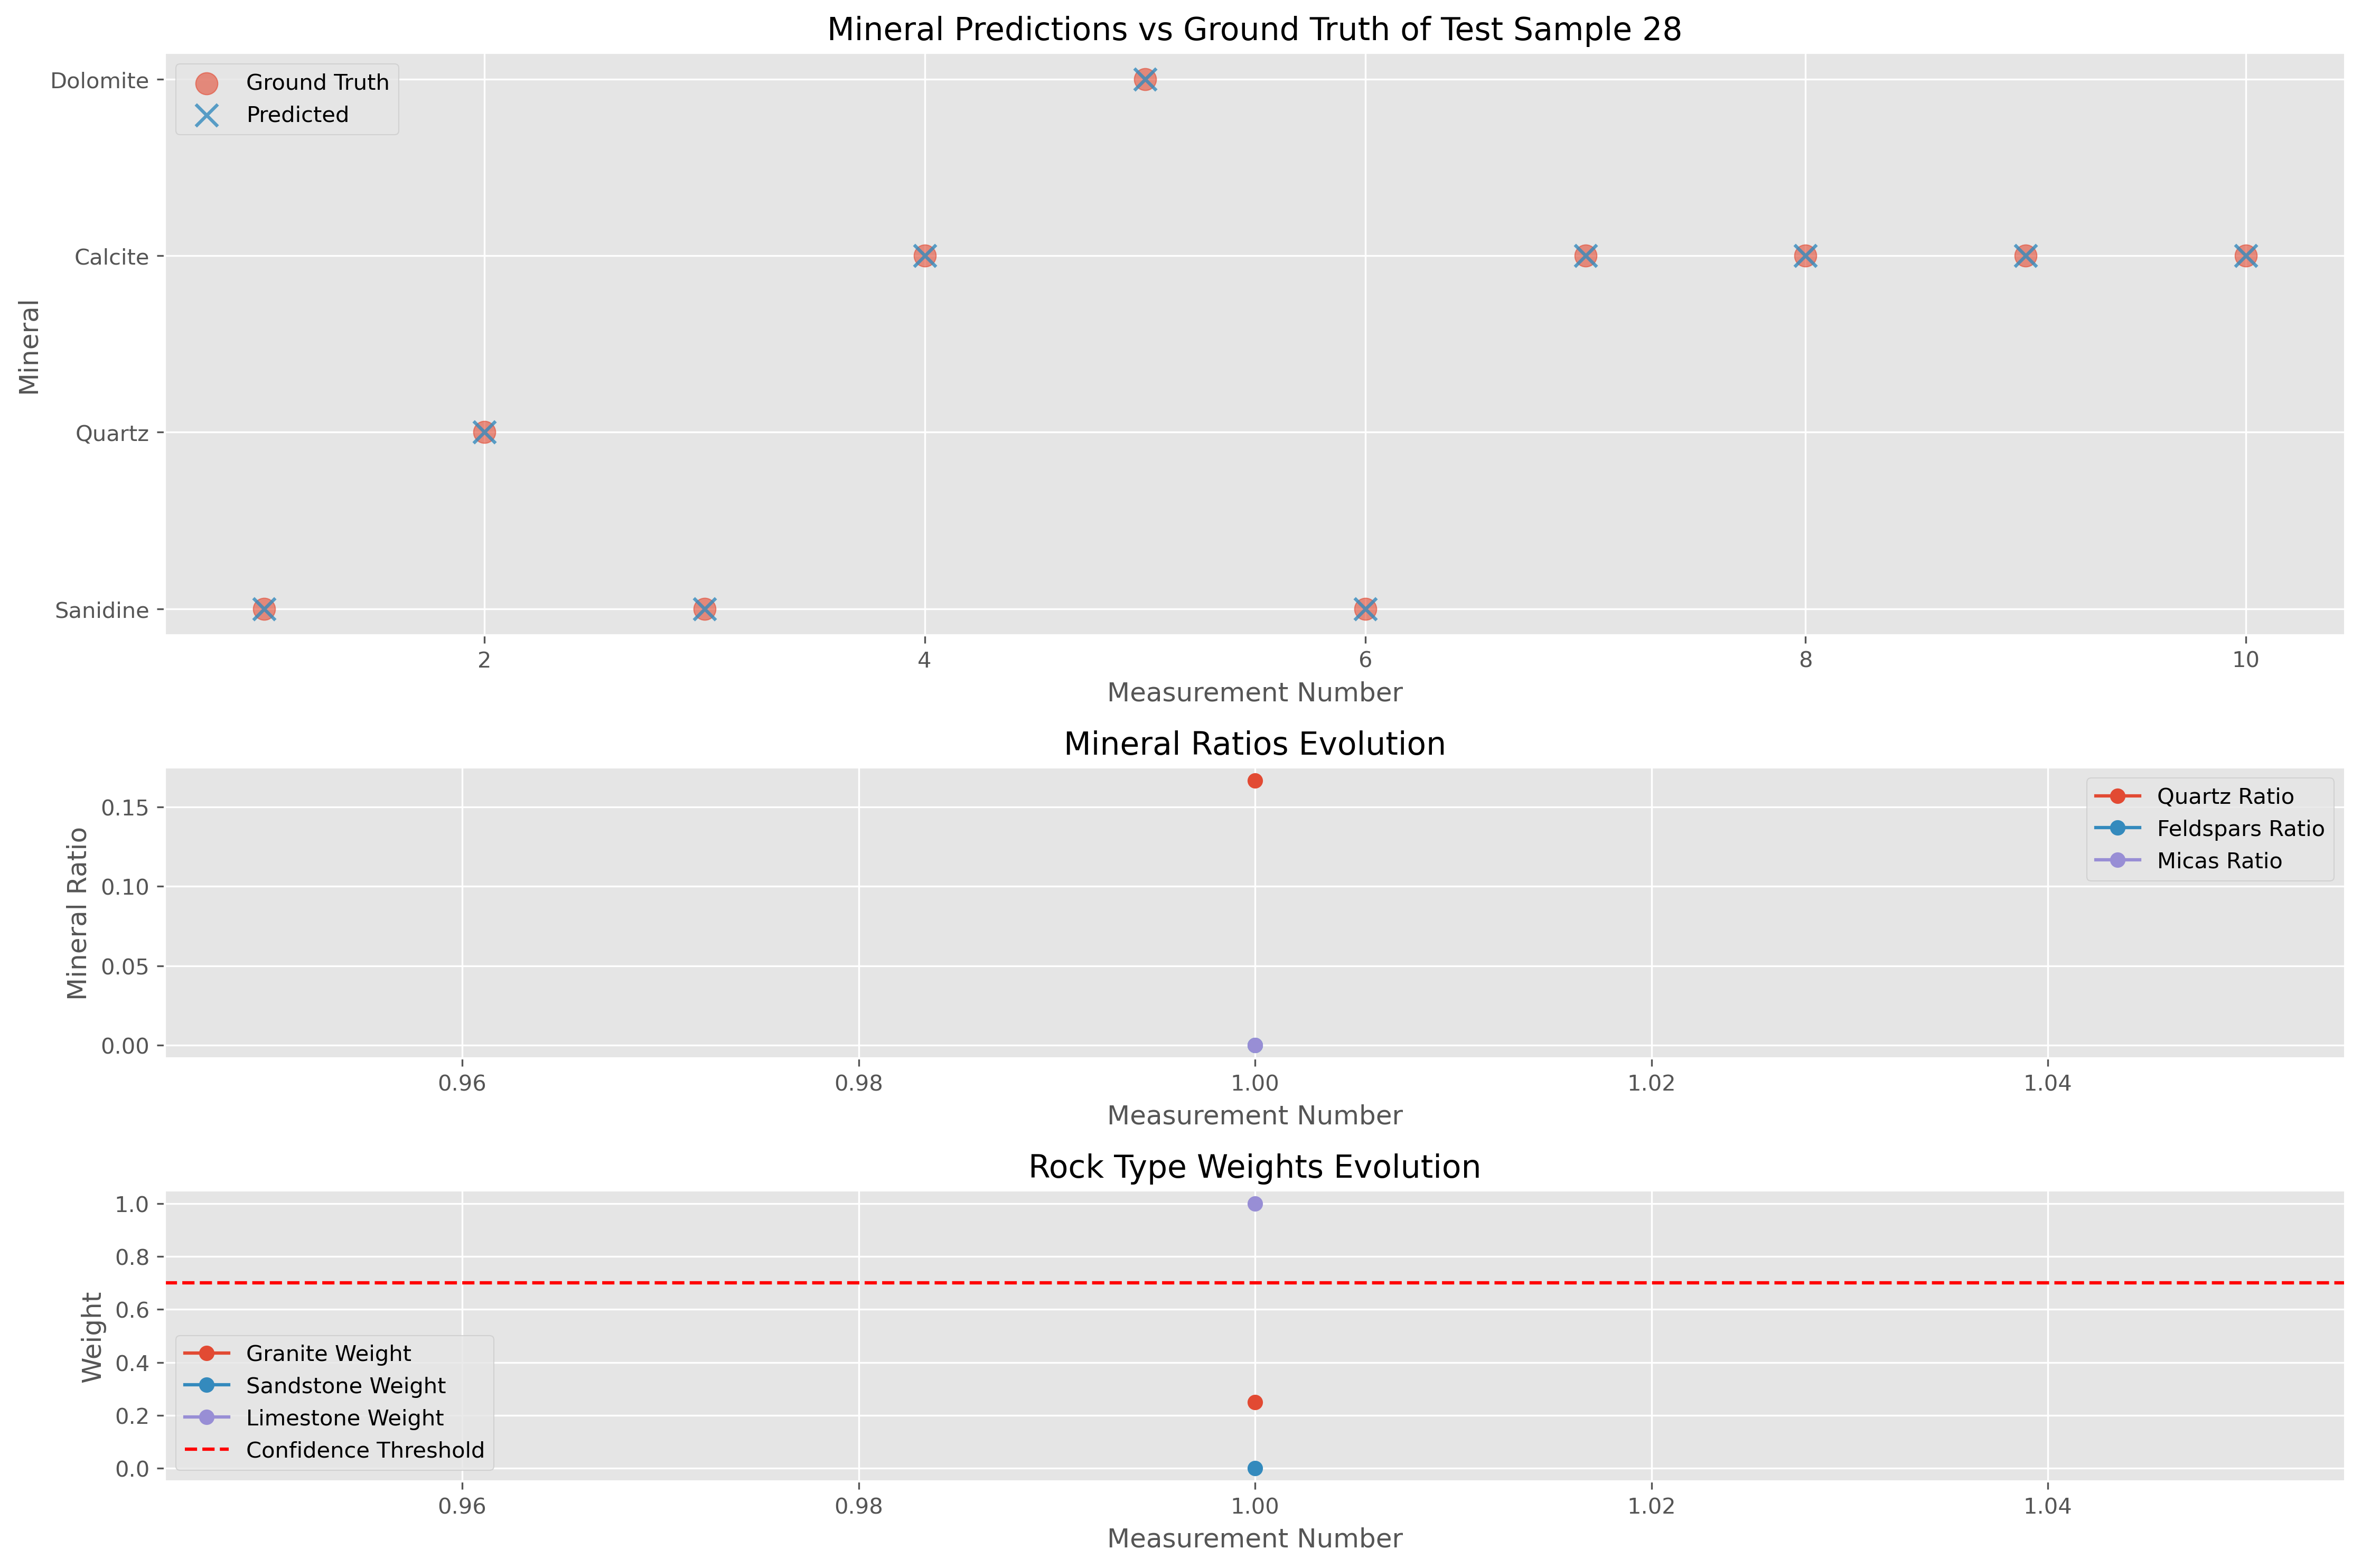 Mineral Predictions vs Ground Truth of Test Sample 28
Ground Truth
Predicted
Mineral
Dolomite
Calcite
Quartz
Sanidine
2 4 6 8 10
Measurement Number
Mineral Ratios Evolution
Quartz Ratio
Feldspars Ratio
Micas Ratio
Mineral Ratio
0.15
0.10
0.05
0.00
0.96 0.98 1.00 1.02 1.04
Measurement Number
Rock Type Weights Evolution
Weight
1.0
0.8
0.6
0.4
0.2
0.0
Granite Weight
Sandstone Weight
Limestone Weight
Confidence Threshold
0.96 0.98 1.00 1.02 1.04
Measurement Number